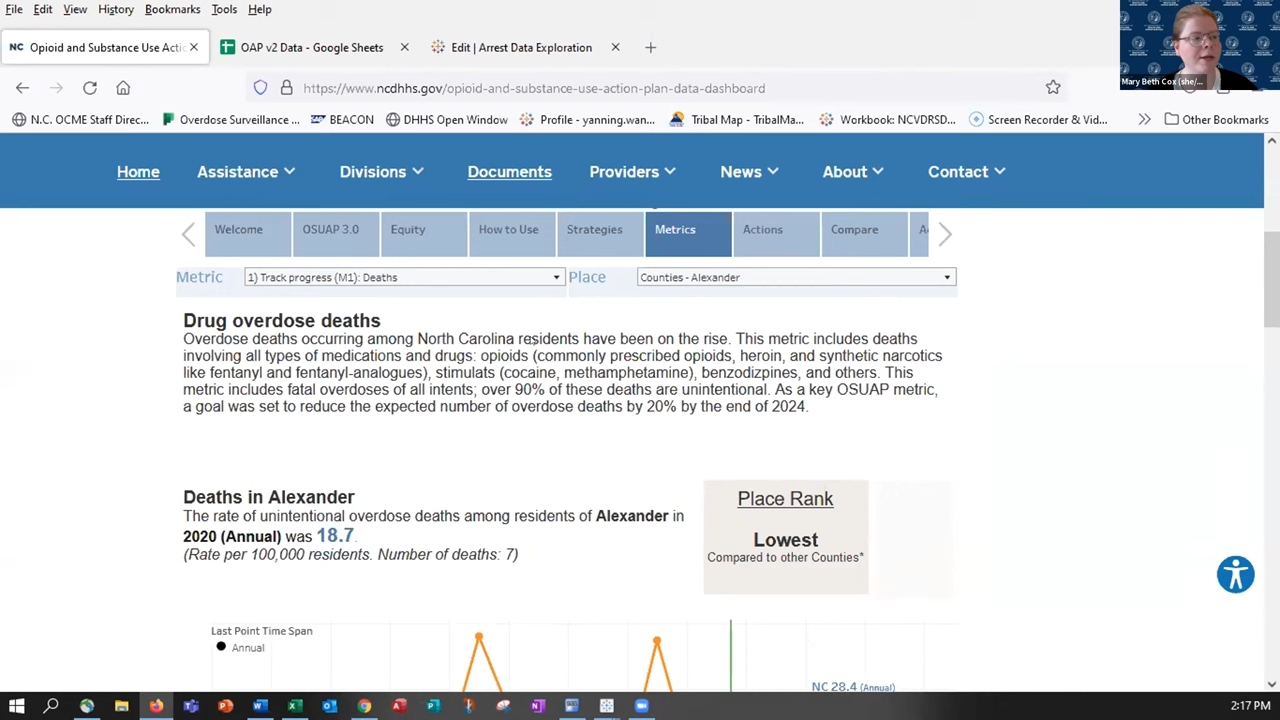 File Edit View History Bookmarks Tools Help
NC Opioid and Substance Use Acti
OAP v2 Data - Google Sheets
Edit | Arrest Data Exploration
https://www.ncdhhs.gov/opioid-and-substance-use-action-plan-data-dashboard
Mary Beth Cox (she/...
N.C. OCME Staff Direc... Overdose Surveillance ... BEACON DHHS Open Window Profile - yanning.wan... Tribal Map - TribalMa... Workbook: NCVDRSD... Screen Recorder & Vid... Other Bookmarks
Home Assistance Divisions Documents Providers News About Contact
Welcome OSUAP 3.0 Equity How to Use Strategies Metrics Actions Compare
Metric 1) Track progress (M1): Deaths Place Counties - Alexander
Drug overdose deaths
Overdose deaths occurring among North Carolina residents have been on the rise. This metric includes deaths
involving all types of medications and drugs: opioids (commonly prescribed opioids, heroin, and synthetic narcotics
like fentanyl and fentanyl-analogues), stimulats (cocaine, methamphetamine), benzodizpines, and others. This
metric includes fatal overdoses of all intents; over 90% of these deaths are unintentional. As a key OSUAP metric,
a goal was set to reduce the expected number of overdose deaths by 20% by the end of 2024.
Deaths in Alexander
The rate of unintentional overdose deaths among residents of Alexander in
2020 (Annual) was 18.7.
(Rate per 100,000 residents. Number of deaths: 7)
Place Rank
Lowest
Compared to other Counties*
Last Point Time Span
Annual
NC 28.4 (Annual)
2:17 PM